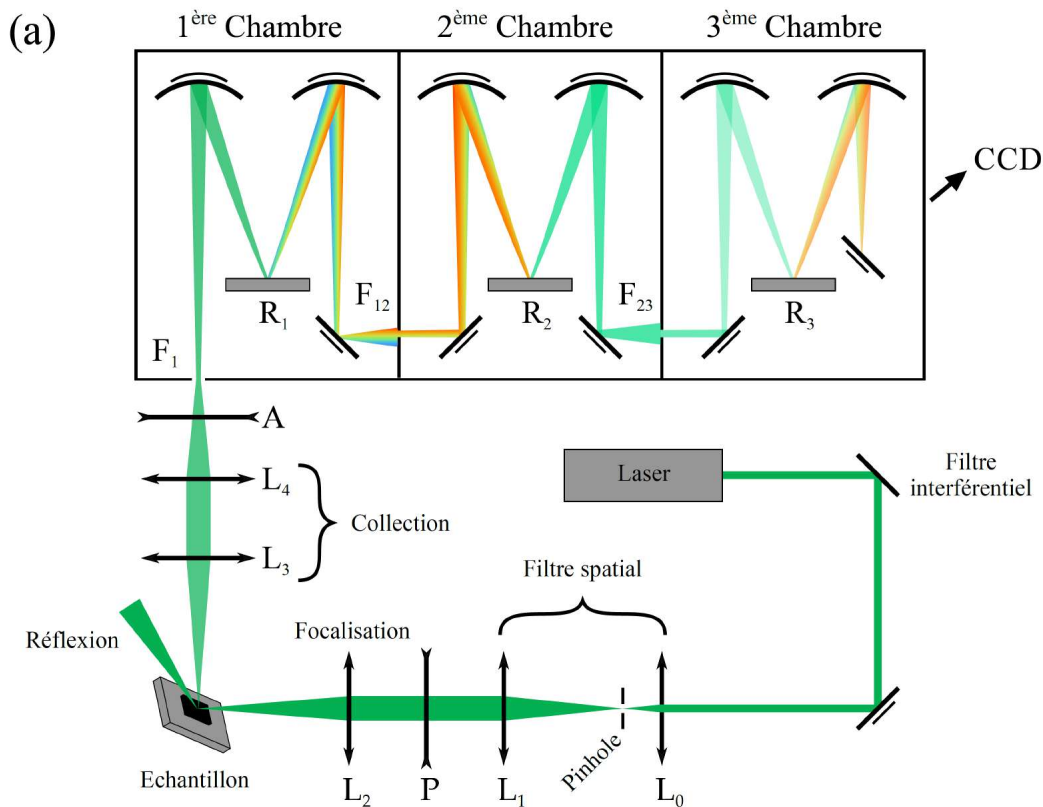 (a)
1ère Chambre
2ème Chambre
3ème Chambre
CCD
R1
F12
R2
F23
R3
F1
A
L4
Collection
L3
Laser
Filtre
interférentiel
Filtre spatial
Réflexion
Focalisation
Pinhole
Echantillon
L2
P
L1
L0